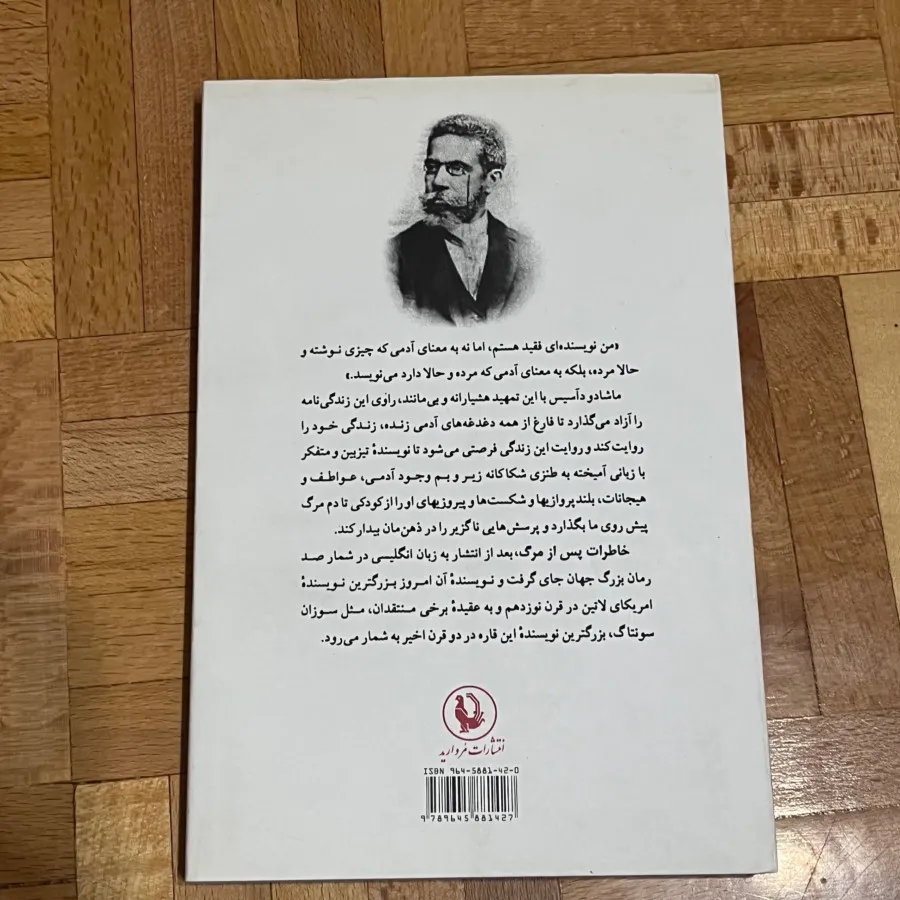 «من نویسنده‌ای فقید هستم، اما نه به معنای آدمی که چیزی نوشته و
حالا مرده، بلکه به معنای آدمی که مرده و حالا دارد می‌نویسد.»
ماشادو دآسیس با این تمهید هشیارانه و بی‌مانند، راوی این زندگی‌نامه
را آزاد می‌گذارد تا فارغ از همه دغدغه‌های آدمی زنده، زندگی خود را
روایت کند و روایت این زندگی فرصتی می‌شود تا نویسندهٔ تیزبین و متفکر
با زبانی آمیخته به طنزی شکاکانه زیر و بم وجود آدمی، عواطف و
هیجانات، بلندپروازیها و شکست‌ها و پیروزیهای او را از کودکی تا دم مرگ
پیش روی ما بگذارد و پرسش‌هایی ناگزیر را در ذهن‌مان بیدار کند.
خاطرات پس از مرگ، بعد از انتشار به زبان انگلیسی در شمار صد
رمان بزرگ جهان جای گرفت و نویسندهٔ آن امروز بزرگترین نویسندهٔ
امریکای لاتین در قرن نوزدهم و به عقیدهٔ برخی منتقدان، مثل سوزان
سونتاگ، بزرگترین نویسندهٔ این قاره در دو قرن اخیر به شمار می‌رود.
انتشارات مروارید
ISBN 964-5881-42-0
9 789645 881427